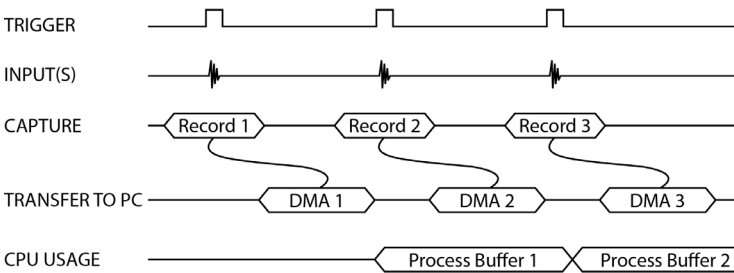 TRIGGER
INPUT(S)
CAPTURE
Record 1
Record 2
Record 3
TRANSFER TO PC
DMA 1
DMA 2
DMA 3
CPU USAGE
Process Buffer 1
Process Buffer 2